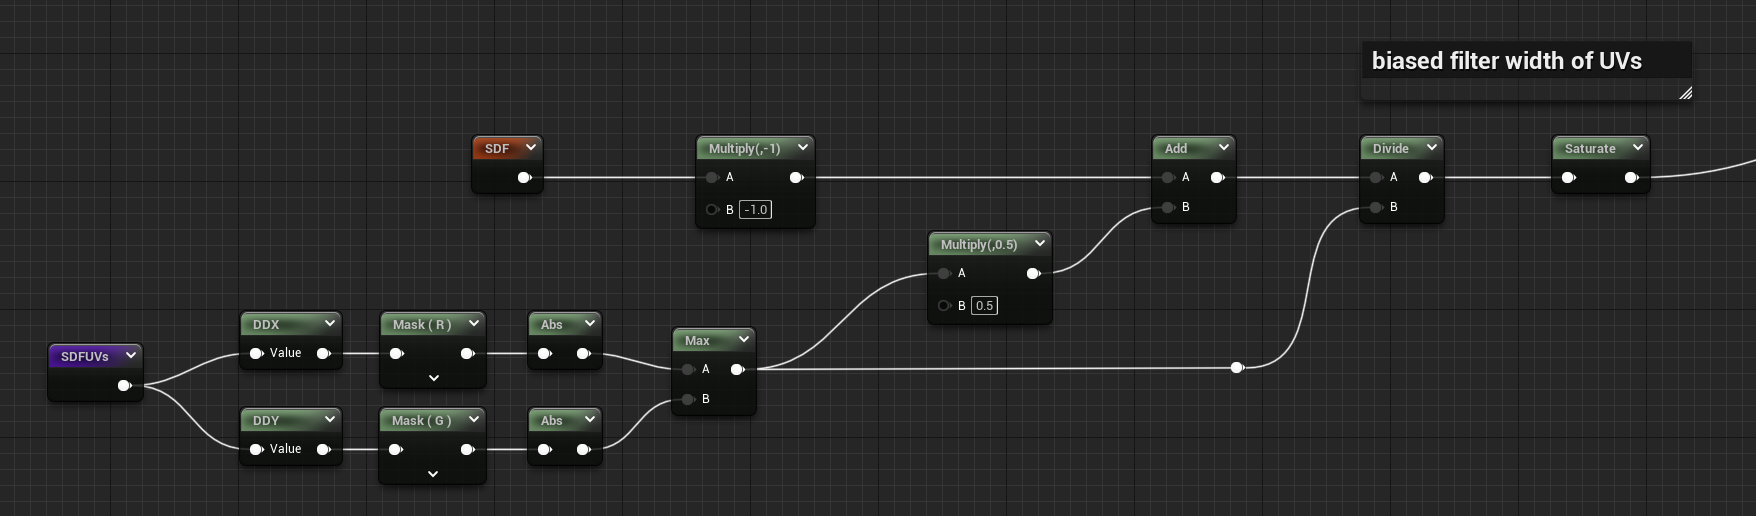 biased filter width of UVs
SDF
Multiply(,-1)
A
B -1.0
Add
A
B
Divide
A
B
Saturate
Multiply(,0.5)
A
B 0.5
SDFUVs
DDX
Value
Mask ( R )
Abs
Max
A
B
DDY
Value
Mask ( G )
Abs